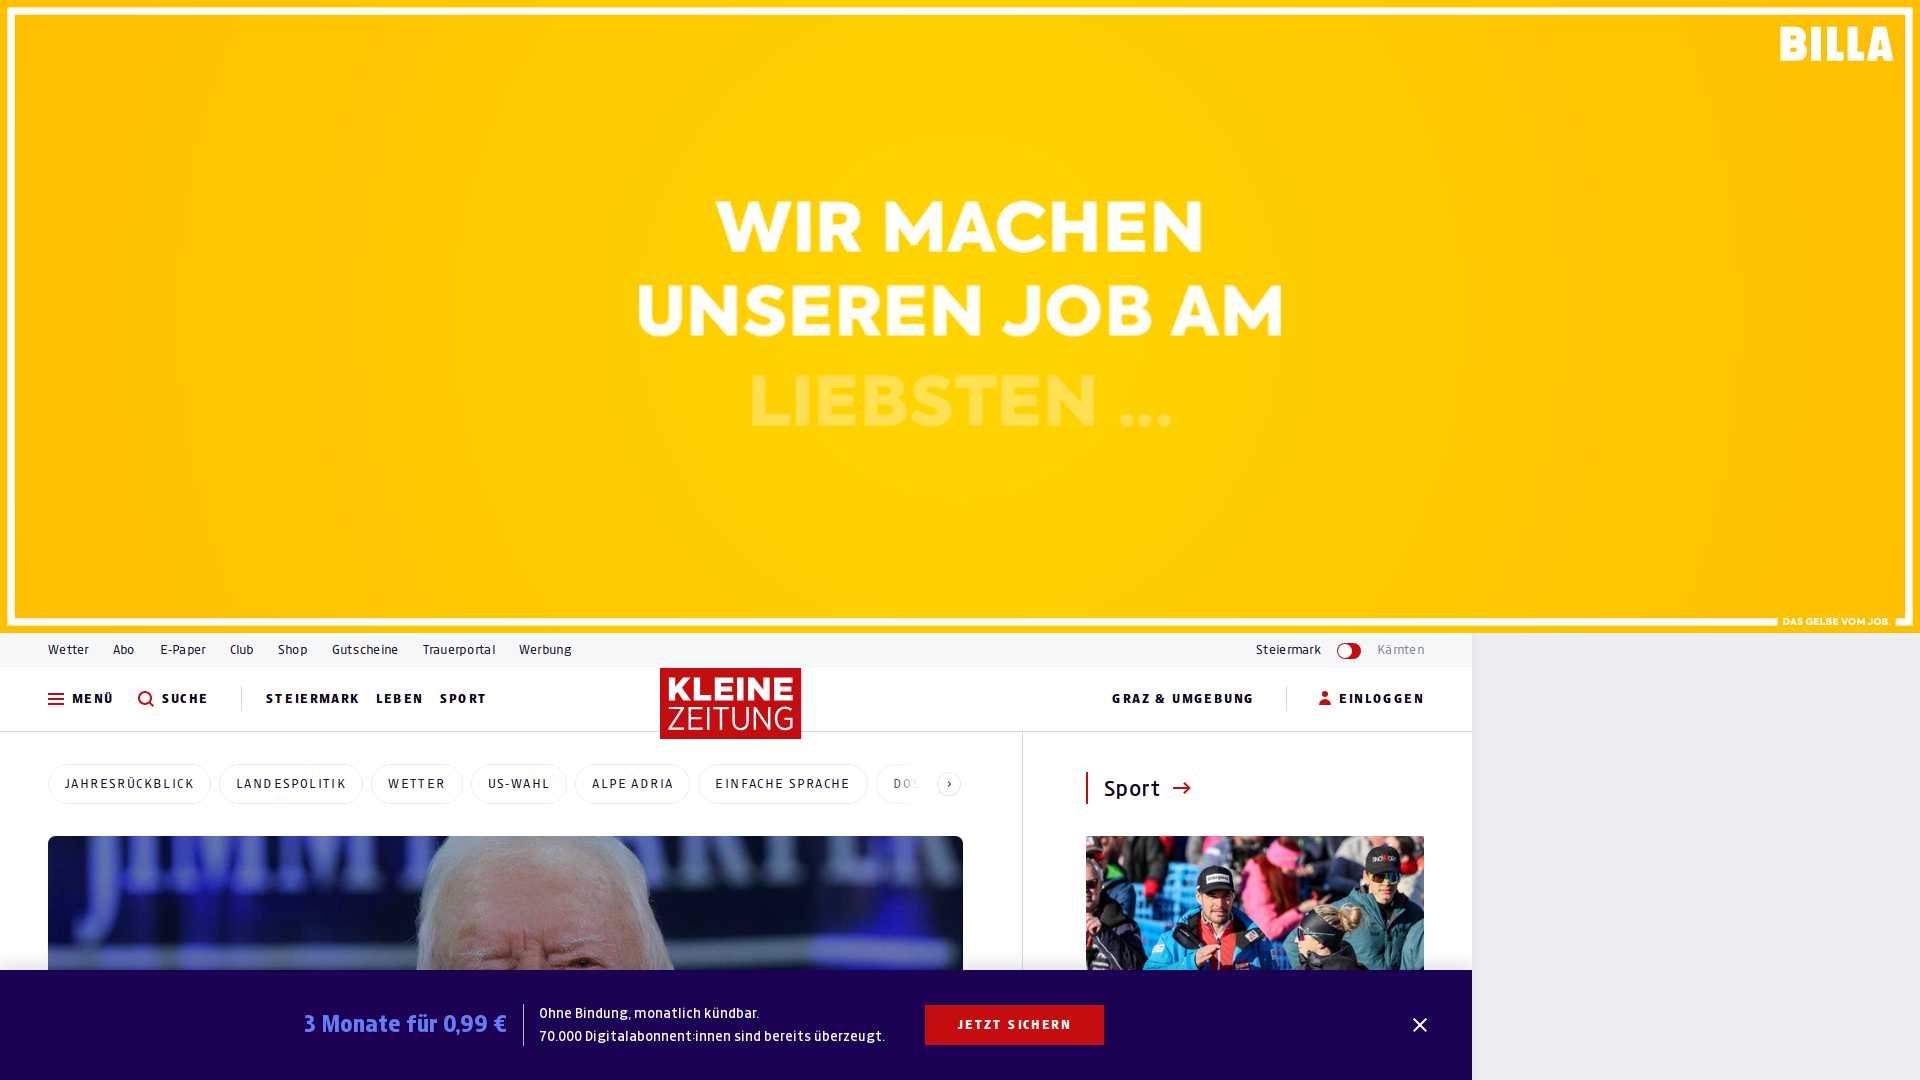 BILLA
WIR MACHEN
UNSEREN JOB AM
LIEBSTEN ...
DAS GELBE VOM JOB.
Wetter Abo E-Paper Club Shop Gutscheine Trauerportal Werbung Steiermark Kärnten
MENÜ SUCHE STEIERMARK LEBEN SPORT KLEINE ZEITUNG GRAZ & UMGEBUNG EINLOGGEN
JAHRESRÜCKBLICK LANDESPOLITIK WETTER US-WAHL ALPE ADRIA EINFACHE SPRACHE
Sport
3 Monate für 0,99 €
Ohne Bindung, monatlich kündbar.
70.000 Digitalabonnent:innen sind bereits überzeugt.
JETZT SICHERN